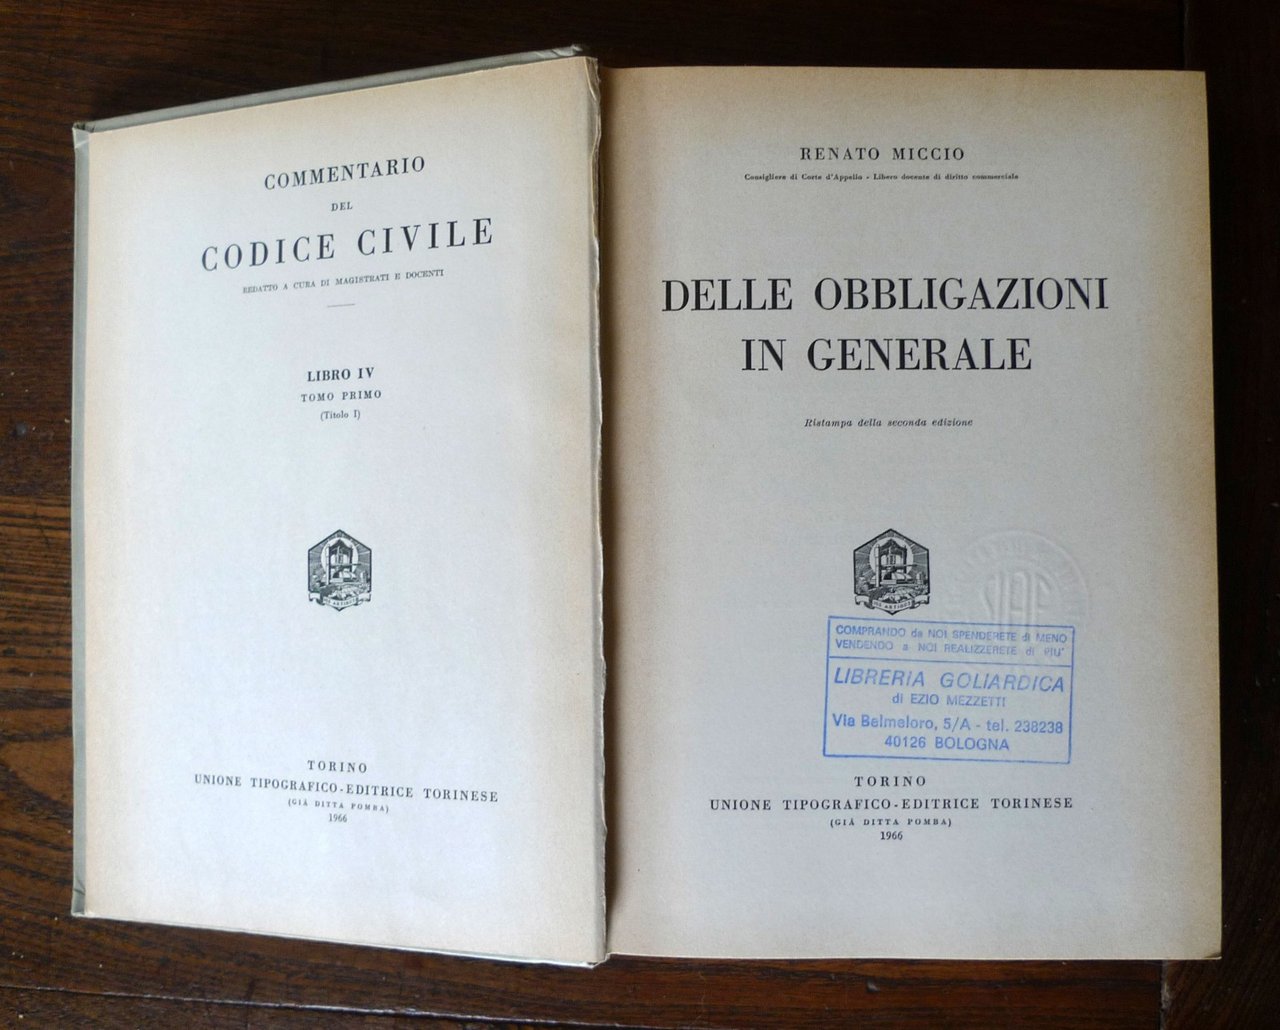 COMMENTARIO
DEL
CODICE CIVILE
REDATTO A CURA DI MAGISTRATI E DOCENTI
LIBRO IV
TOMO PRIMO
(Titolo I)
TORINO
UNIONE TIPOGRAFICO-EDITRICE TORINESE
(GIÀ DITTA POMBA)
1966
RENATO MICCIO
Consigliere di Corte d'Appello - Libero docente di diritto commerciale
DELLE OBBLIGAZIONI
IN GENERALE
Ristampa della seconda edizione
COMPRANDO da NOI SPENDERETE di MENO
VENDENDO a NOI REALIZZERETE di PIU'
LIBRERIA GOLIARDICA
di EZIO MEZZETTI
Via Belmeloro, 5/A - tel. 238238
40126 BOLOGNA
TORINO
UNIONE TIPOGRAFICO-EDITRICE TORINESE
(GIÀ DITTA POMBA)
1966